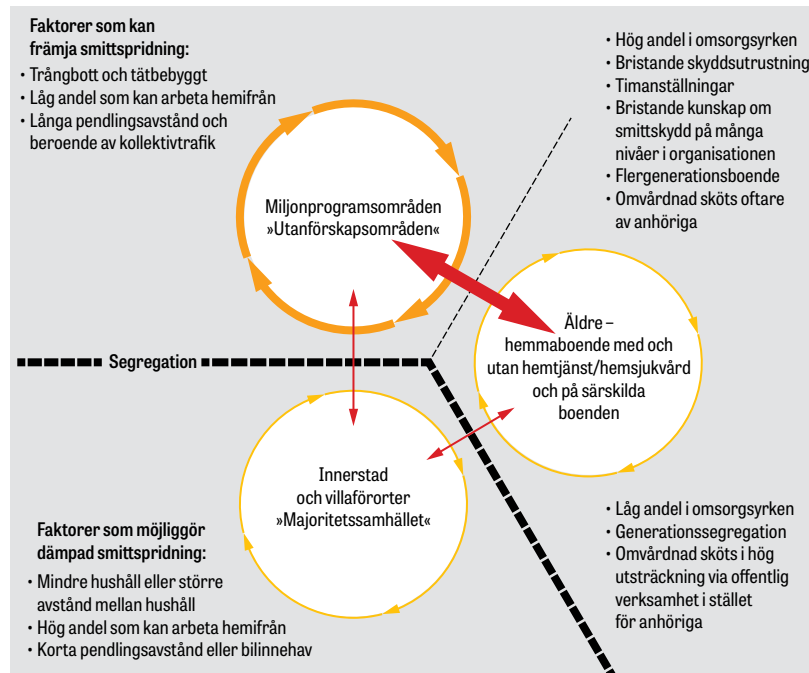 Faktorer som kan
främja smittspridning:
• Trångbott och tätbebyggt
• Låg andel som kan arbeta hemifrån
• Långa pendlingsavstånd och
beroende av kollektivtrafik
• Hög andel i omsorgsyrken
• Bristande skyddsutrustning
• Timanställningar
• Bristande kunskap om
smittskydd på många
nivåer i organisationen
• Flergenerationsboende
• Omvårdnad sköts oftare
av anhöriga
Miljonprogramsområden
»Utanförskapsområden«
Äldre –
hemmaboende med och
utan hemtjänst/hemsjukvård
och på särskilda
boenden
Segregation
Innerstad
och villaförorter
»Majoritetssamhället«
Faktorer som möjliggör
dämpad smittspridning:
• Mindre hushåll eller större
avstånd mellan hushåll
• Hög andel som kan arbeta hemifrån
• Korta pendlingsavstånd eller bilinnehav
• Låg andel i omsorgsyrken
• Generationssegregation
• Omvårdnad sköts i hög
utsträckning via offentlig
verksamhet i stället
för anhöriga